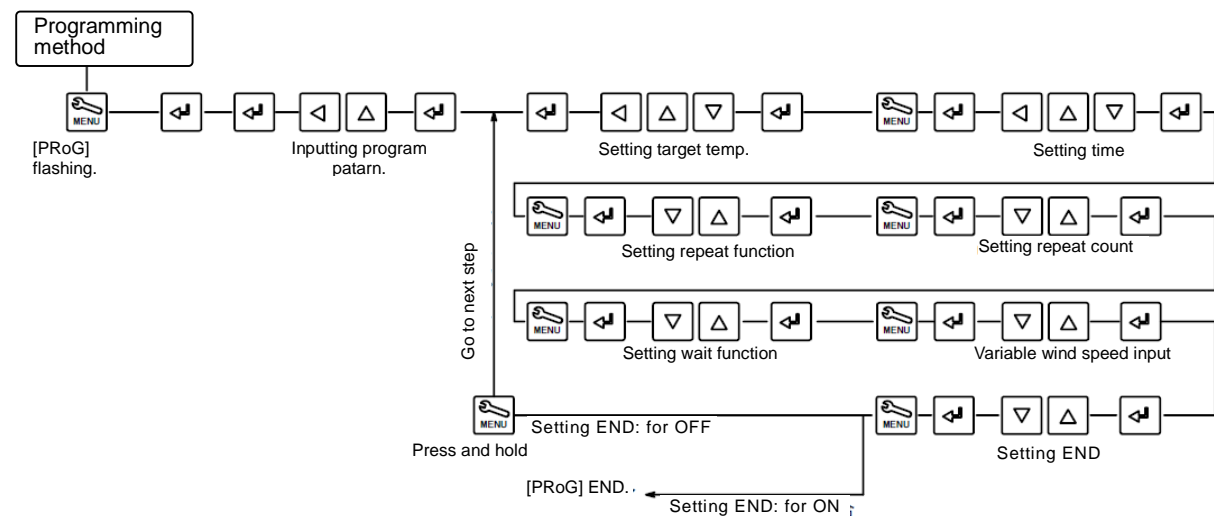 Programming
method
MENU
[PRoG]
flashing.
Inputting program
patarn.
Setting target temp.
MENU
Setting time
MENU
Setting repeat function
MENU
Setting repeat count
MENU
Setting wait function
MENU
Variable wind speed input
Go to next step
MENU
Press and hold
Setting END: for OFF
MENU
Setting END
[PRoG] END.
Setting END: for ON